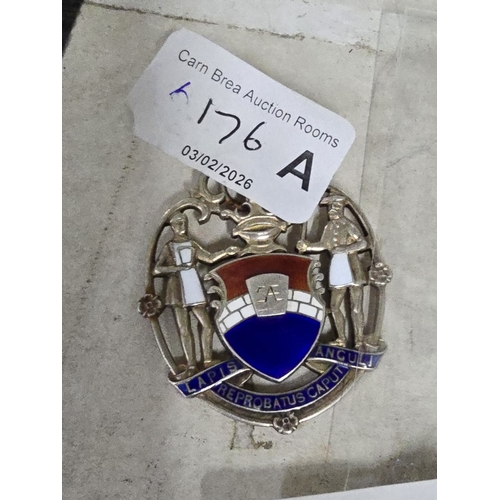 Carn Brea Auction Rooms
176 A
03/02/2026
LAPIS REPROBATUS CAPUT ANGULI